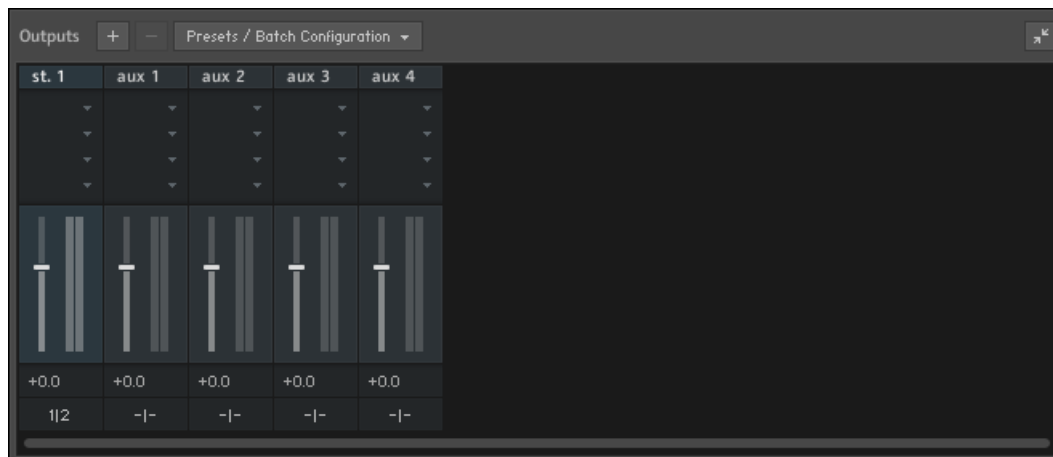 Outputs + – Presets / Batch Configuration
st. 1 aux 1 aux 2 aux 3 aux 4
+0.0 +0.0 +0.0 +0.0 +0.0
1|2 -|- -|- -|- -|-